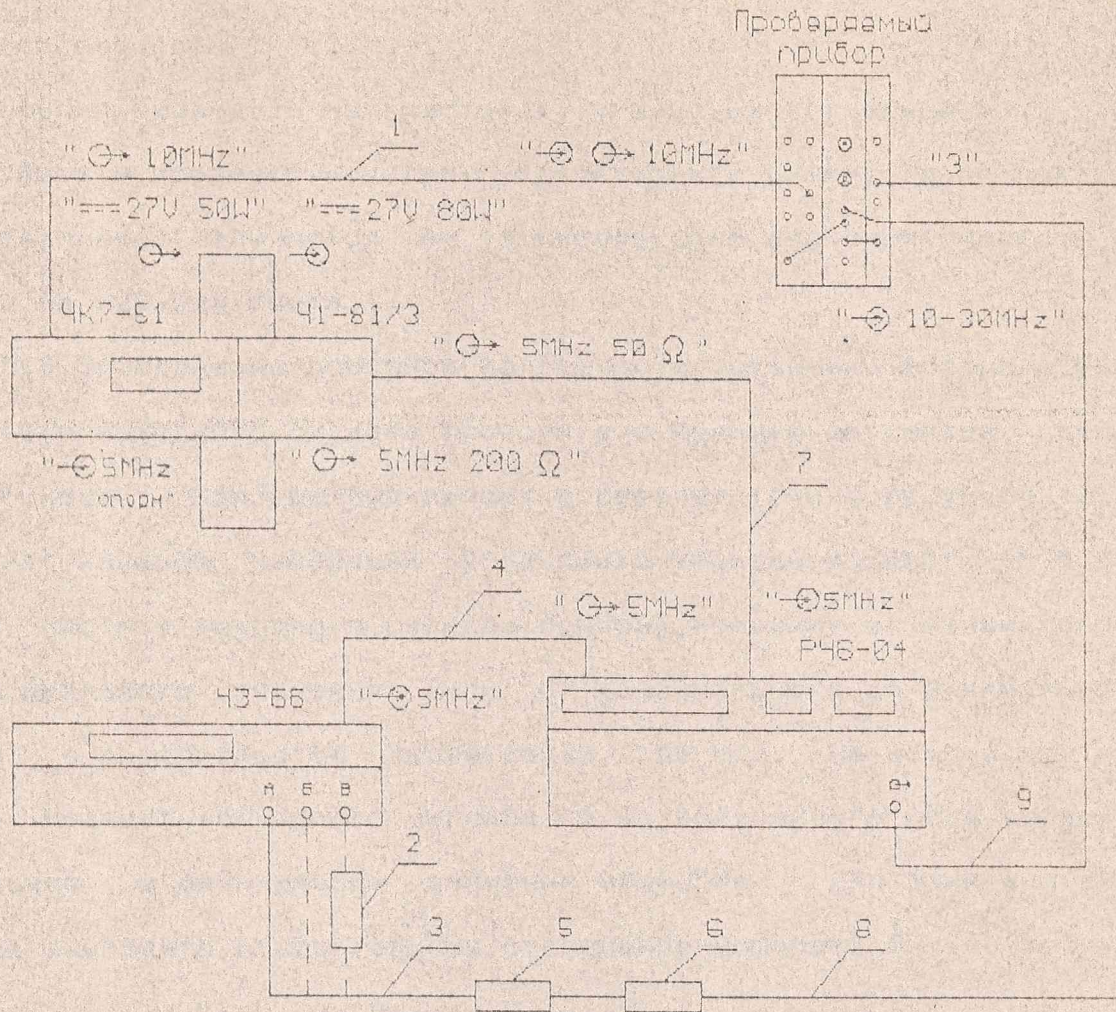 Проверяемый
прибор
1
"⊙→ 10MHz"
"→⊙ ⊙→ 10MHz"
"3"
"===27V 50W"
"===27V 80W"
ЧК7-51
Ч1-81/3
"→⊙ 10-30MHz"
"⊙→ 5MHz 50 Ω"
"→⊙5MHz
опорн"
"⊙→ 5MHz 200 Ω"
7
4
"⊙→5MHz"
"→⊙5MHz"
РЧ6-04
Ч3-66
"→⊙5MHz"
А Б В
9
2
3
5
6
8